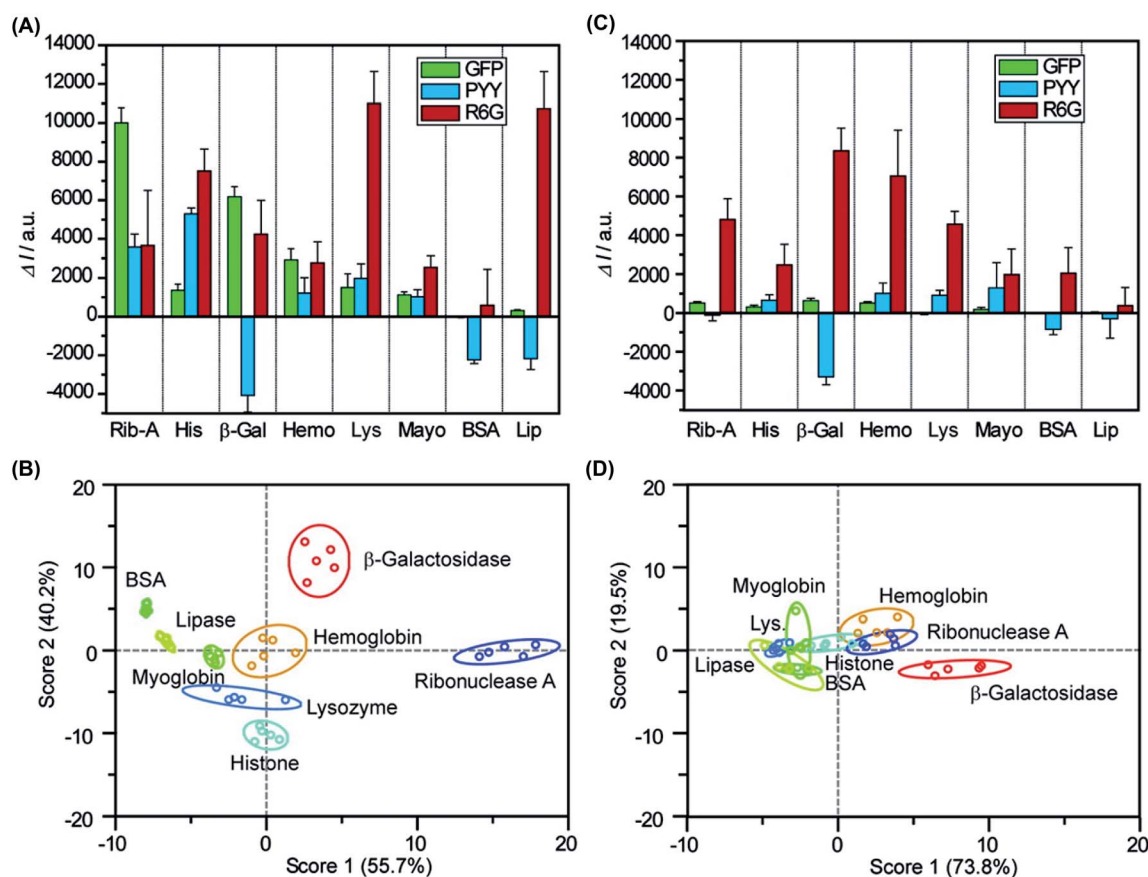 (A)
14000
12000
10000
8000
6000
4000
2000
0
-2000
-4000
ΔI / a.u.
GFP
PYY
R6G
Rib-A His β-Gal Hemo Lys Mayo BSA Lip
(C)
14000
12000
10000
8000
6000
4000
2000
0
-2000
-4000
ΔI / a.u.
GFP
PYY
R6G
Rib-A His β-Gal Hemo Lys Mayo BSA Lip
(B)
20
10
0
-10
-20
Score 2 (40.2%)
β-Galactosidase
BSA
Lipase
Hemoglobin
Myoglobin
Ribonuclease A
Lysozyme
Histone
-10 0 10 20
Score 1 (55.7%)
(D)
20
10
0
-10
-20
Score 2 (19.5%)
Myoglobin
Hemoglobin
Lys.
Ribonuclease A
Lipase
Histone
BSA
β-Galactosidase
-10 0 10 20
Score 1 (73.8%)